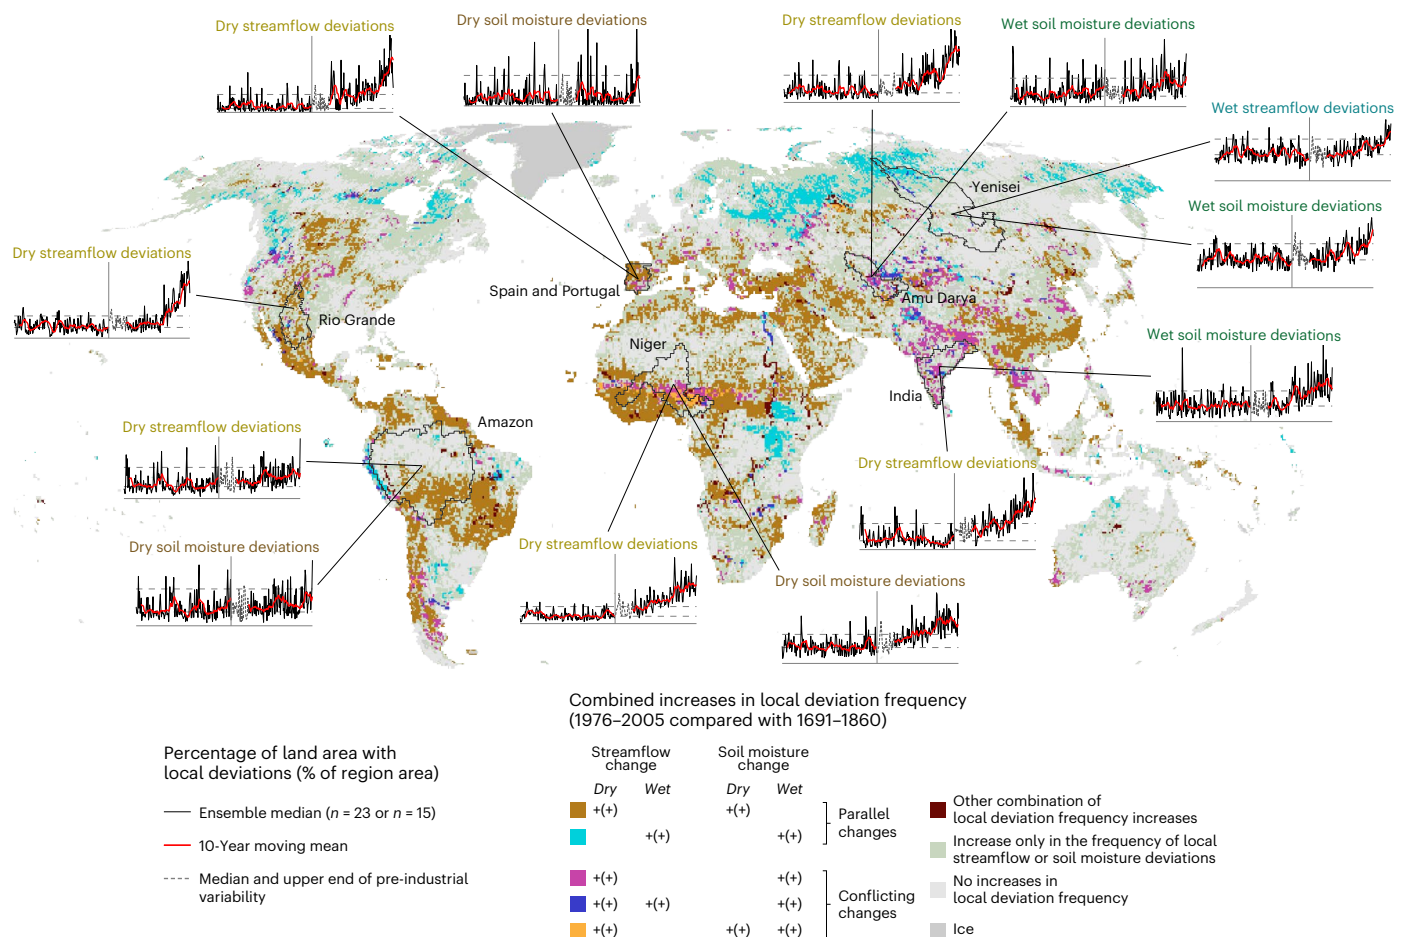 Dry streamflow deviations
Dry soil moisture deviations
Dry streamflow deviations
Wet soil moisture deviations
Wet streamflow deviations
Yenisei
Wet soil moisture deviations
Dry streamflow deviations
Spain and Portugal
Amu Darya
Rio Grande
Niger
Wet soil moisture deviations
India
Amazon
Dry streamflow deviations
Dry streamflow deviations
Dry soil moisture deviations
Dry streamflow deviations
Dry soil moisture deviations
Combined increases in local deviation frequency
(1976–2005 compared with 1691–1860)
Percentage of land area with
local deviations (% of region area)
Ensemble median (n = 23 or n = 15)
10-Year moving mean
Median and upper end of pre-industrial
variability
Streamflow
change
Soil moisture
change
Dry Wet Dry Wet
+(+) +(+)
+(+) +(+)
Parallel
changes
+(+) +(+)
+(+) +(+) +(+)
+(+) +(+) +(+)
Conflicting
changes
Other combination of
local deviation frequency increases
Increase only in the frequency of local
streamflow or soil moisture deviations
No increases in
local deviation frequency
Ice